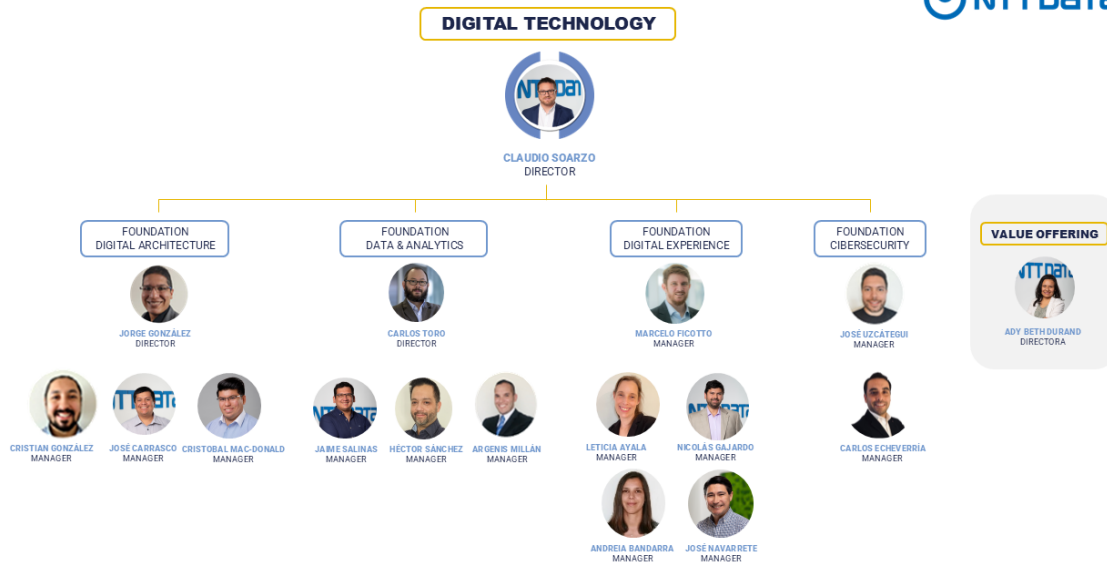 NTT DATA
DIGITAL TECHNOLOGY
CLAUDIO SOARZO
DIRECTOR
FOUNDATION
DIGITAL ARCHITECTURE
JORGE GONZÁLEZ
DIRECTOR
CRISTIAN GONZÁLEZ
MANAGER
JOSÉ CARRASCO
MANAGER
CRISTOBAL MAC-DONALD
MANAGER
FOUNDATION
DATA & ANALYTICS
CARLOS TORO
DIRECTOR
JAIME SALINAS
MANAGER
HÉCTOR SÁNCHEZ
MANAGER
ARGENIS MILLÁN
MANAGER
FOUNDATION
DIGITAL EXPERIENCE
MARCELO FICOTTO
MANAGER
LETICIA AYALA
MANAGER
NICOLÁS GAJARDO
MANAGER
ANDREIA BANDARRA
MANAGER
JOSÉ NAVARRETE
MANAGER
FOUNDATION
CIBERSECURITY
JOSÉ UZCÁTEGUI
MANAGER
CARLOS ECHEVERRÍA
MANAGER
VALUE OFFERING
ADY BETH DURAND
DIRECTORA